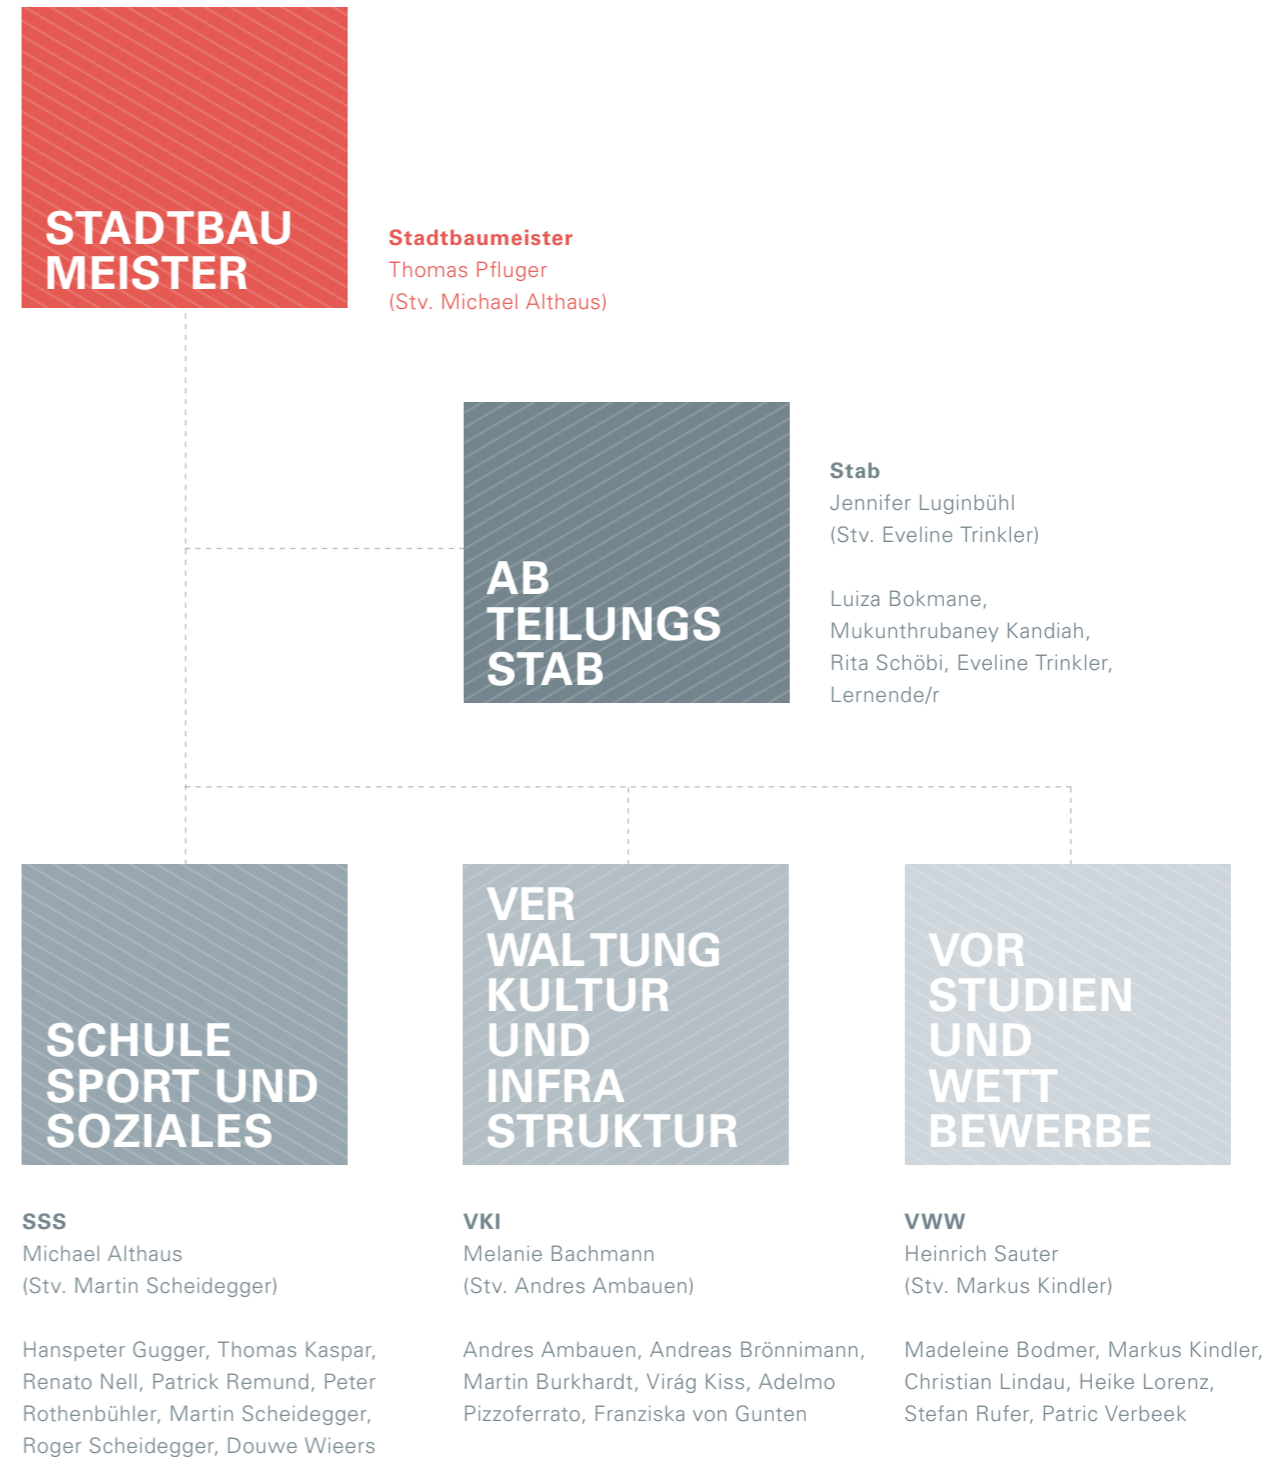 STADTBAU
MEISTER
Stadtbaumeister
Thomas Pfluger
(Stv. Michael Althaus)
AB
TEILUNGS
STAB
Stab
Jennifer Luginbühl
(Stv. Eveline Trinkler)
Luiza Bokmane,
Mukunthrubaney Kandiah,
Rita Schöbi, Eveline Trinkler,
Lernende/r
SCHULE
SPORT UND
SOZIALES
VER
WALTUNG
KULTUR
UND
INFRA
STRUKTUR
VOR
STUDIEN
UND
WETT
BEWERBE
SSS
Michael Althaus
(Stv. Martin Scheidegger)
Hanspeter Gugger, Thomas Kaspar,
Renato Nell, Patrick Remund, Peter
Rothenbühler, Martin Scheidegger,
Roger Scheidegger, Douwe Wieers
VKI
Melanie Bachmann
(Stv. Andres Ambauen)
Andres Ambauen, Andreas Brönnimann,
Martin Burkhardt, Virág Kiss, Adelmo
Pizzoferrato, Franziska von Gunten
VWW
Heinrich Sauter
(Stv. Markus Kindler)
Madeleine Bodmer, Markus Kindler,
Christian Lindau, Heike Lorenz,
Stefan Rufer, Patric Verbeek